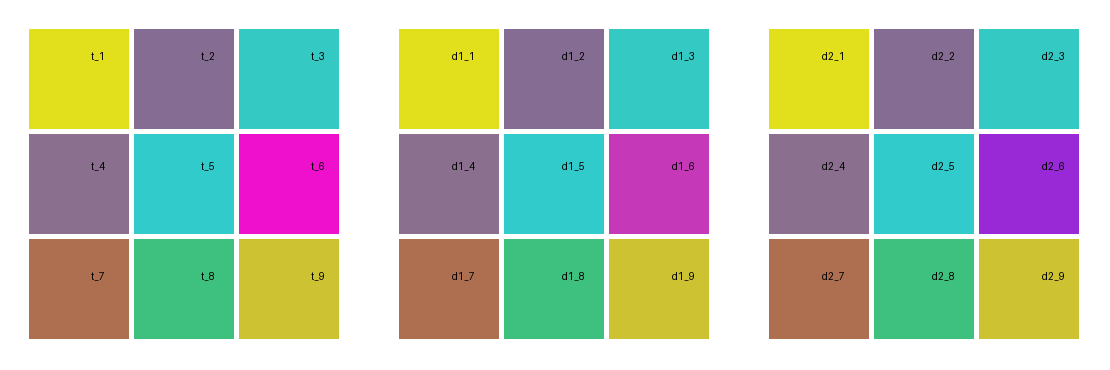 t_1 t_2 t_3 d1_1 d1_2 d1_3 d2_1 d2_2 d2_3
t_4 t_5 t_6 d1_4 d1_5 d1_6 d2_4 d2_5 d2_6
t_7 t_8 t_9 d1_7 d1_8 d1_9 d2_7 d2_8 d2_9